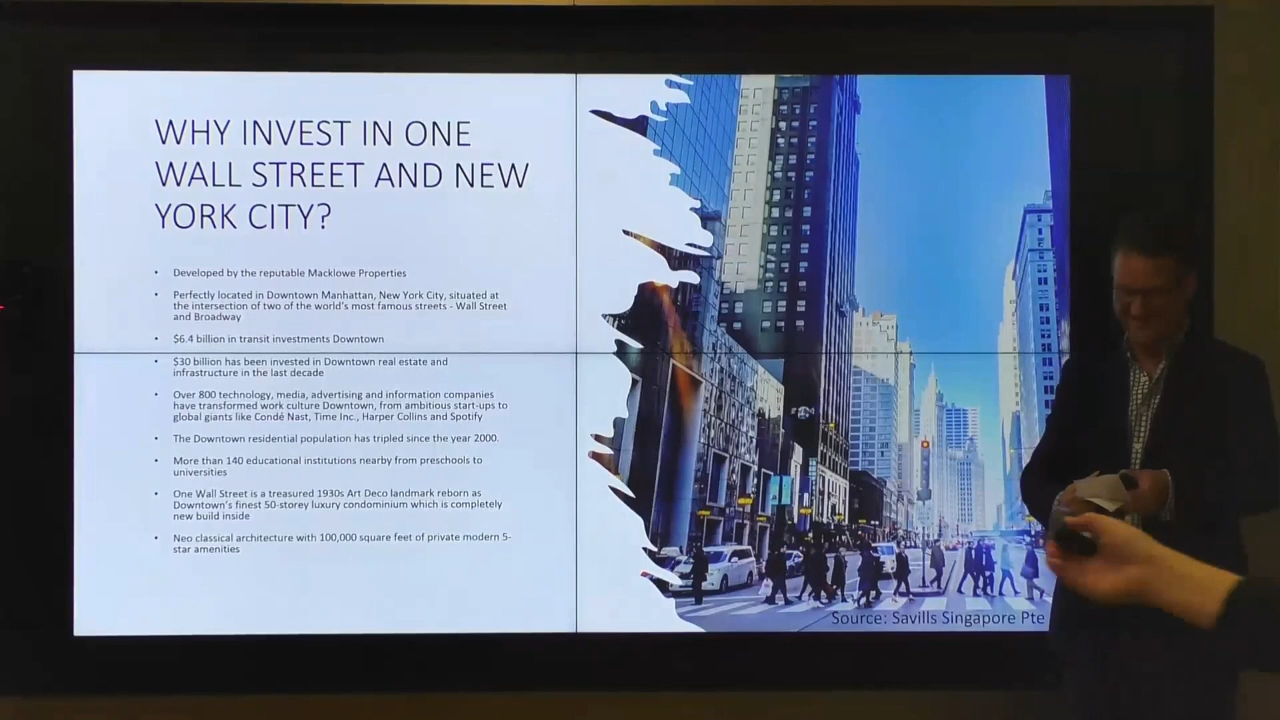 WHY INVEST IN ONE
WALL STREET AND NEW
YORK CITY?
• Developed by the reputable Macklowe Properties
• Perfectly located in Downtown Manhattan, New York City, situated at
the intersection of two of the world's most famous streets - Wall Street
and Broadway
• $6.4 billion in transit investments Downtown
• $30 billion has been invested in Downtown real estate and
infrastructure in the last decade
• Over 800 technology, media, advertising and information companies
have transformed work culture Downtown, from ambitious start-ups to
global giants like Condé Nast, Time Inc., Harper Collins and Spotify
• The Downtown residential population has tripled since the year 2000.
• More than 140 educational institutions nearby from preschools to
universities
• One Wall Street is a treasured 1930s Art Deco landmark reborn as
Downtown's finest 50-storey luxury condominium which is completely
new build inside
• Neo classical architecture with 100,000 square feet of private modern 5-
star amenities
Source: Savills Singapore Pte